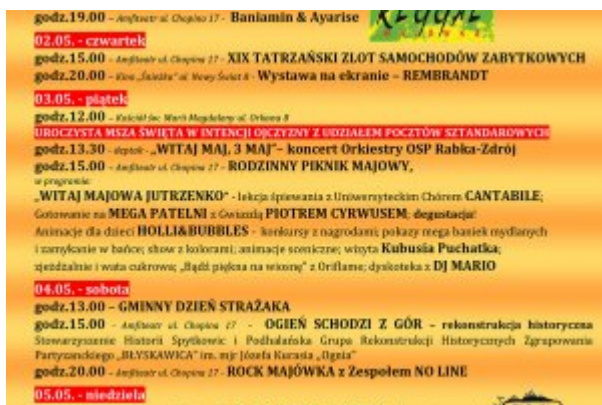 godz.19.00 – Amfiteatr ul. Chopina 17 - Baniamin & Ayarise
REGGAE
02.05. - czwartek
godz.15.00 – Amfiteatr ul. Chopina 17 - XIX TATRZAŃSKI ZLOT SAMOCHODÓW ZABYTKOWYCH
godz.20.00 – Kino „Śnieżka" ul. Nowy Świat 8 - Wystawa na ekranie – REMBRANDT
03.05. - piątek
godz.12.00 – Kościół św. Marii Magdaleny ul. Orkana 8
UROCZYSTA MSZA ŚWIĘTA W INTENCJI OJCZYZNY Z UDZIAŁEM POCZTÓW SZTANDAROWYCH
godz.13.30 - deptak - „WITAJ MAJ, 3 MAJ"– koncert Orkiestry OSP Rabka-Zdrój
godz.15.00 – Amfiteatr ul. Chopina 17 - RODZINNY PIKNIK MAJOWY,
w programie:
„WITAJ MAJOWA JUTRZENKO" - lekcja śpiewania z Uniwersyteckim Chórem CANTABILE;
Gotowanie na MEGA PATELNI z Gwiazdą PIOTREM CYRWUSEM; degustacja!
Animacje dla dzieci HOLLI&BUBBLES - konkursy z nagrodami; pokazy mega baniek mydlanych
i zamykanie w bańce; show z kolorami; animacje sceniczne; wizyta Kubusia Puchatka;
zjeżdżalnie i wata cukrowa; „Bądź piękna na wiosnę" z Oriflame; dyskoteka z DJ MARIO
04.05. - sobota
godz.13.00 – GMINNY DZIEŃ STRAŻAKA
godz.15.00 - Amfiteatr ul. Chopina 17 - OGIEŃ SCHODZI Z GÓR – rekonstrukcja historyczna
Stowarzyszenie Historii Spytkowic i Podhalańska Grupa Rekonstrukcji Historycznych Zgrupowania
Partyzanckiego „BŁYSKAWICA" im. mjr Józefa Kurasia „Ognia"
godz.20.00 – Amfiteatr ul. Chopina 17 - ROCK MAJÓWKA z Zespołem NO LINE
05.05. - niedziela